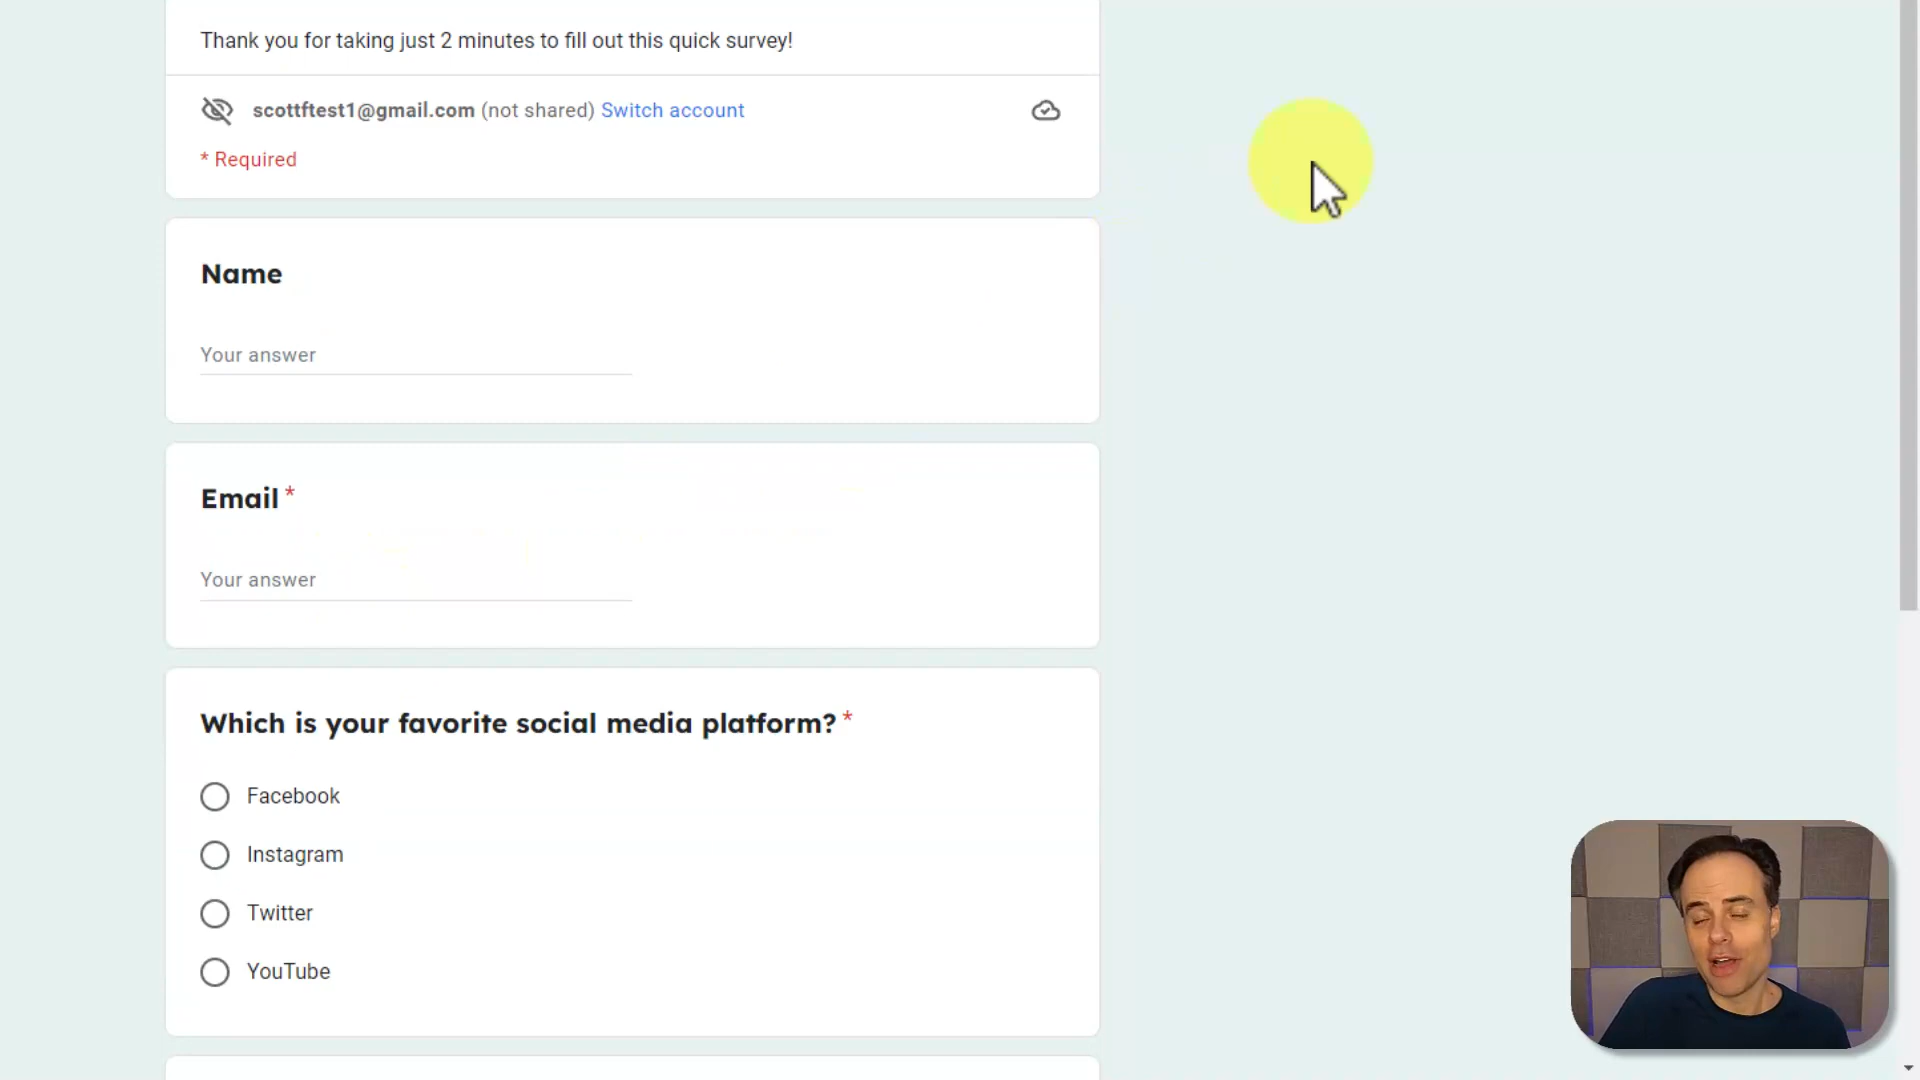 Thank you for taking just 2 minutes to fill out this quick survey!
scottftest1@gmail.com (not shared) Switch account
* Required
Name
Your answer
Email *
Your answer
Which is your favorite social media platform? *
Facebook
Instagram
Twitter
YouTube